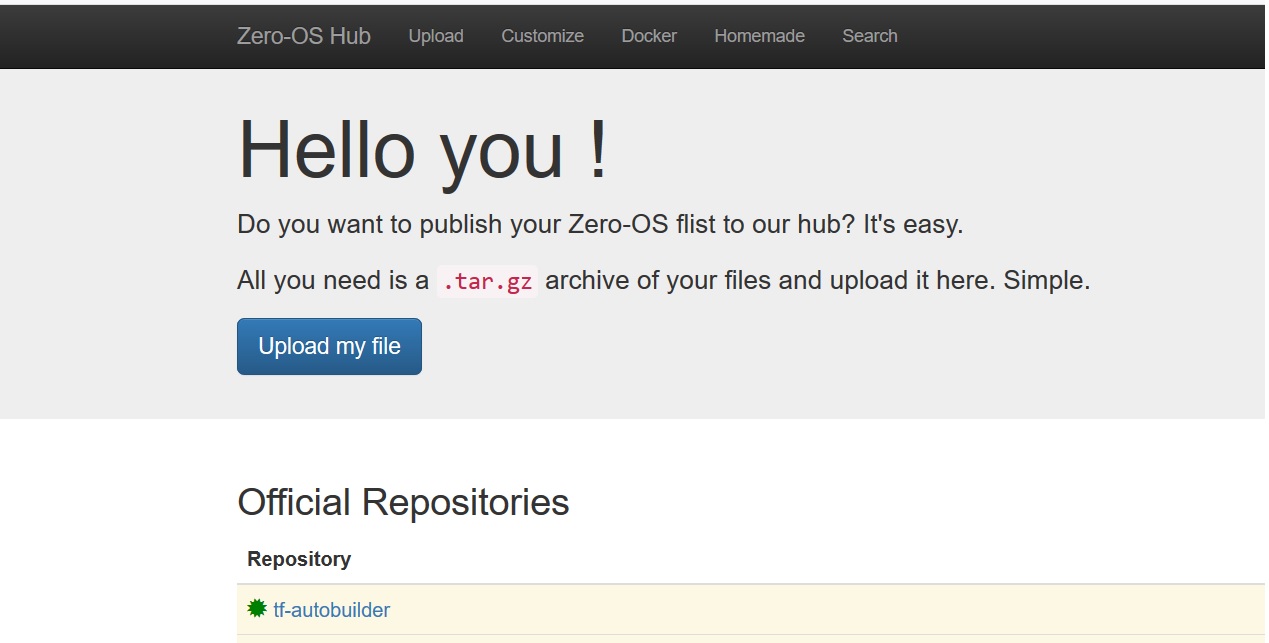 Zero-OS Hub Upload Customize Docker Homemade Search
Hello you !
Do you want to publish your Zero-OS flist to our hub? It's easy.
All you need is a .tar.gz archive of your files and upload it here. Simple.
Upload my file
Official Repositories
Repository
tf-autobuilder